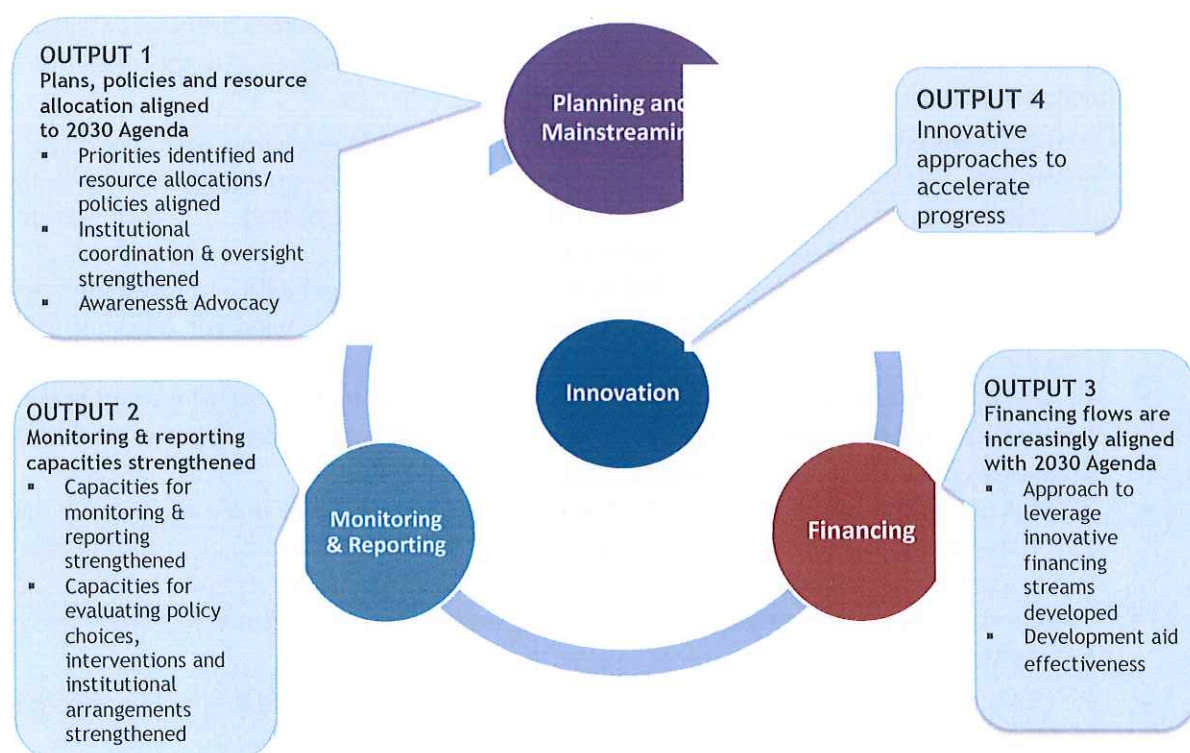 OUTPUT 1
Plans, policies and resource
allocation aligned
to 2030 Agenda
▪ Priorities identified and
resource allocations/
policies aligned
▪ Institutional
coordination & oversight
strengthened
▪ Awareness& Advocacy
Planning and
Mainstreamin
OUTPUT 4
Innovative
approaches to
accelerate
progress
Innovation
OUTPUT 2
Monitoring & reporting
capacities strengthened
▪ Capacities for
monitoring &
reporting
strengthened
▪ Capacities for
evaluating policy
choices,
interventions and
institutional
arrangements
strengthened
Monitoring
& Reporting
Financing
OUTPUT 3
Financing flows are
increasingly aligned
with 2030 Agenda
▪ Approach to
leverage
innovative
financing
streams
developed
▪ Development aid
effectiveness